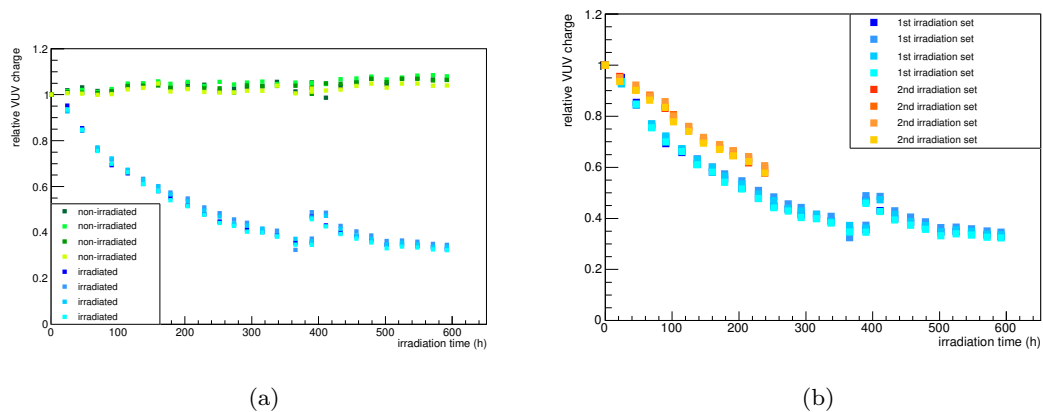 relative VUV charge
1.2
1
0.8
0.6
0.4
0.2
0
non-irradiated
non-irradiated
non-irradiated
non-irradiated
irradiated
irradiated
irradiated
irradiated
0 100 200 300 400 500 600
irradiation time (h)
(a)
relative VUV charge
1.2
1
0.8
0.6
0.4
0.2
0
1st irradiation set
1st irradiation set
1st irradiation set
1st irradiation set
2nd irradiation set
2nd irradiation set
2nd irradiation set
2nd irradiation set
0 100 200 300 400 500 600
irradiation time (h)
(b)